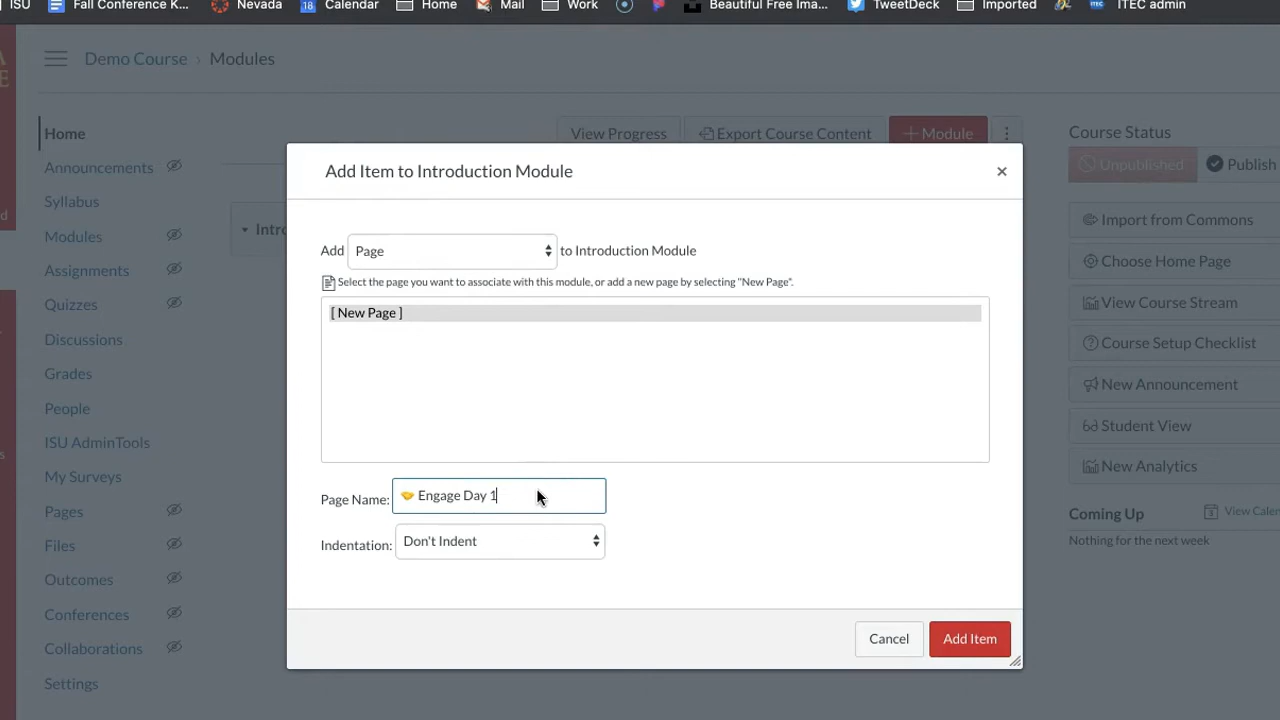 ISU Fall Conference K... Nevada 18 Calendar Home Mail Work Beautiful Free Ima... TweetDeck Imported ITEC admin
Demo Course › Modules
Home
Announcements
Syllabus
Modules
Assignments
Quizzes
Discussions
Grades
People
ISU AdminTools
My Surveys
Pages
Files
Outcomes
Conferences
Collaborations
Settings
View Progress
Export Course Content
+ Module
Intro
Add Item to Introduction Module ×
Add Page to Introduction Module
Select the page you want to associate with this module, or add a new page by selecting "New Page".
[ New Page ]
Page Name: 🤝 Engage Day 1
Indentation: Don't Indent
Cancel Add Item
Course Status
Unpublished Publish
Import from Commons
Choose Home Page
View Course Stream
Course Setup Checklist
New Announcement
Student View
New Analytics
Coming Up View Calen
Nothing for the next week